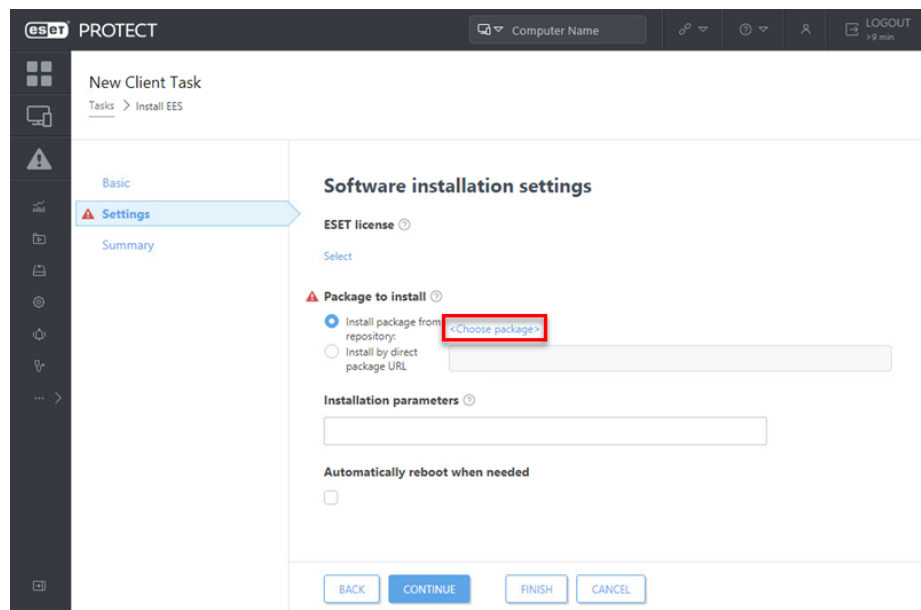 eseT PROTECT
Computer Name
LOGOUT
>9 min
New Client Task
Tasks > Install EES
Basic
Settings
Summary
Software installation settings
ESET license
Select
Package to install
Install package from
repository:
<Choose package>
Install by direct
package URL
Installation parameters
Automatically reboot when needed
BACK CONTINUE FINISH CANCEL